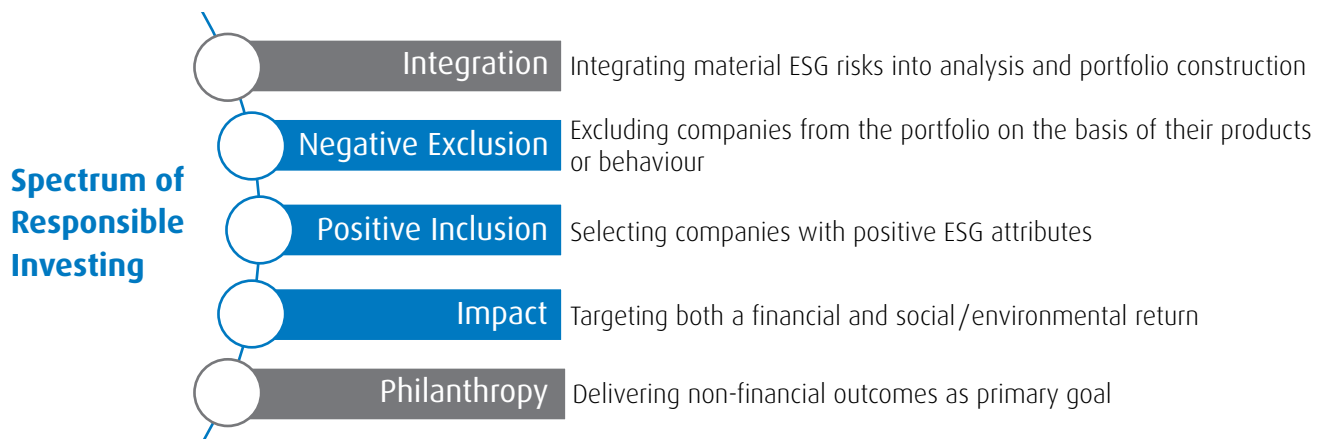 Spectrum of
Responsible
Investing
Integration
Integrating material ESG risks into analysis and portfolio construction
Negative Exclusion
Excluding companies from the portfolio on the basis of their products
or behaviour
Positive Inclusion
Selecting companies with positive ESG attributes
Impact
Targeting both a financial and social/environmental return
Philanthropy
Delivering non-financial outcomes as primary goal